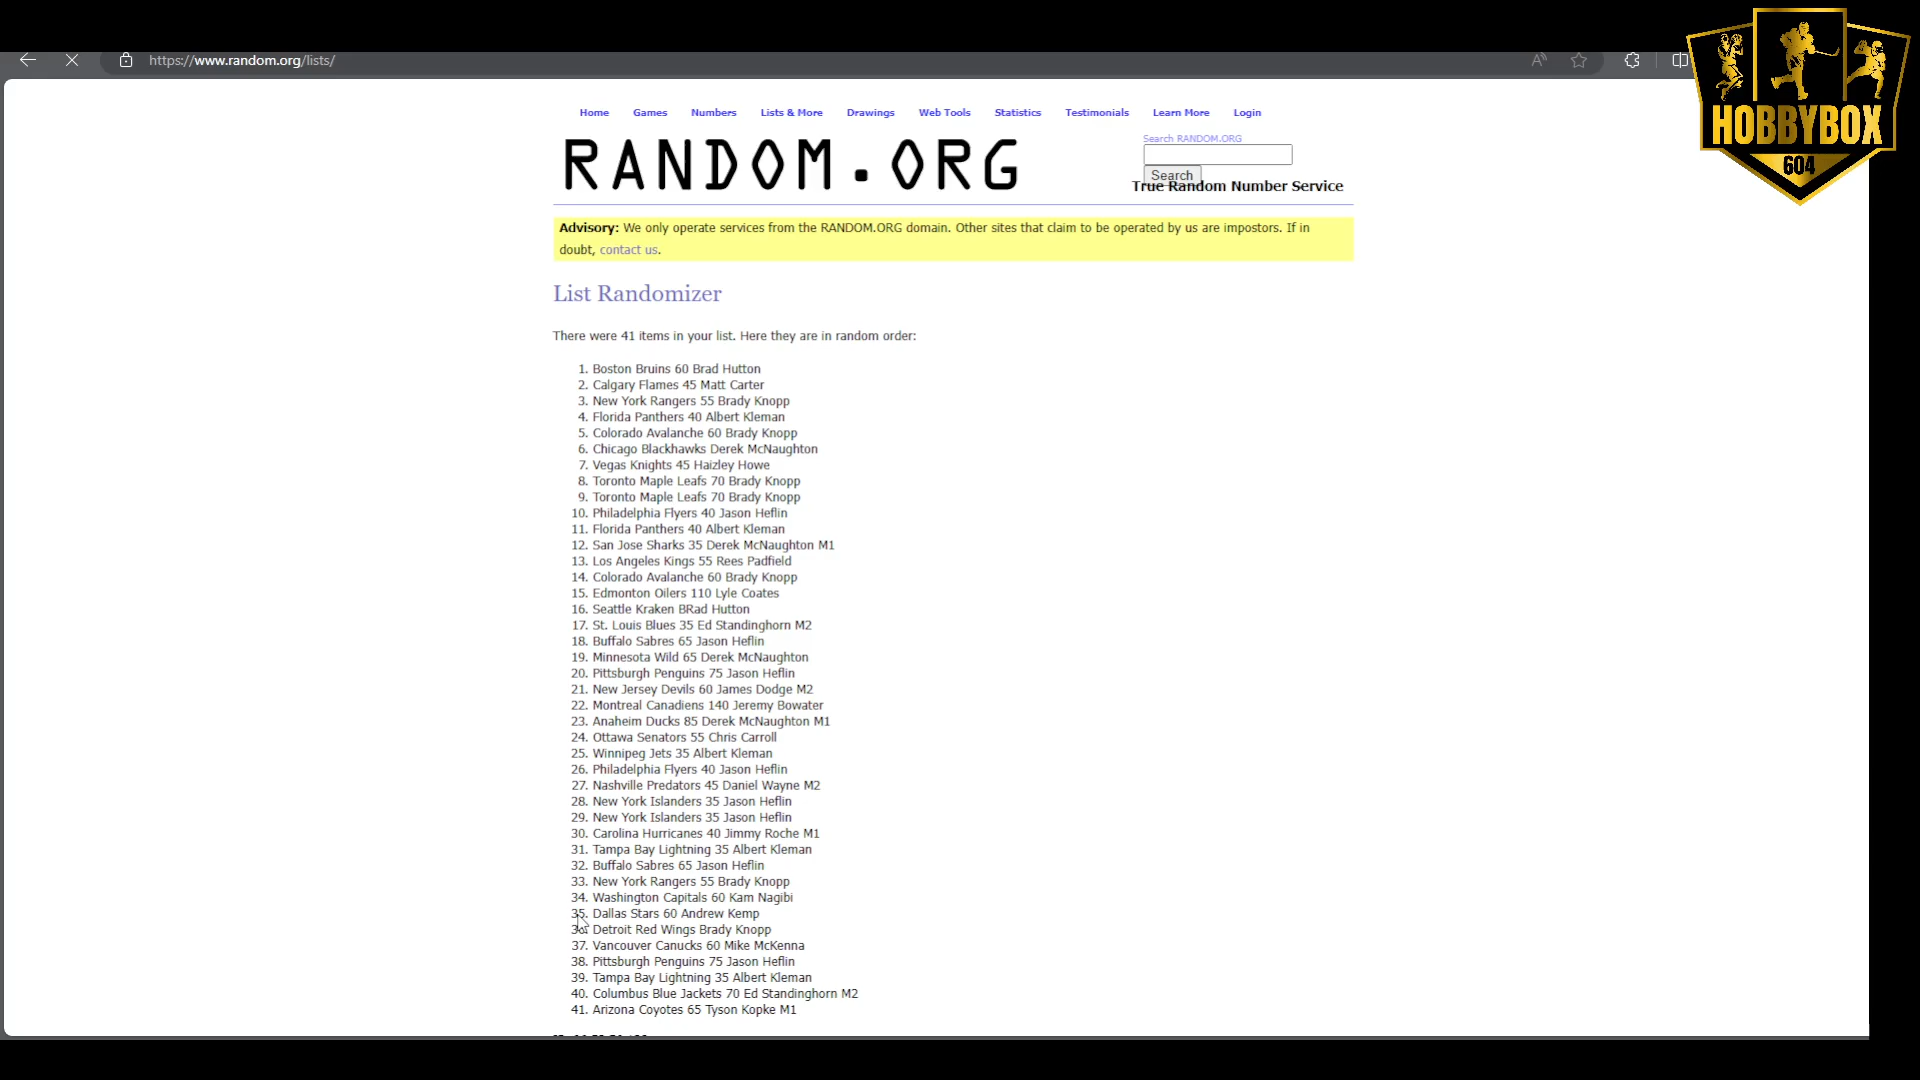 https://www.random.org/lists/
HOBBYBOX
604
Home Games Numbers Lists & More Drawings Web Tools Statistics Testimonials Learn More Login
RANDOM.ORG
Search RANDOM.ORG
Search
True Random Number Service
Advisory: We only operate services from the RANDOM.ORG domain. Other sites that claim to be operated by us are impostors. If in
doubt, contact us.
List Randomizer
There were 41 items in your list. Here they are in random order:
1. Boston Bruins 60 Brad Hutton
2. Calgary Flames 45 Matt Carter
3. New York Rangers 55 Brady Knopp
4. Florida Panthers 40 Albert Kleman
5. Colorado Avalanche 60 Brady Knopp
6. Chicago Blackhawks Derek McNaughton
7. Vegas Knights 45 Haizley Howe
8. Toronto Maple Leafs 70 Brady Knopp
9. Toronto Maple Leafs 70 Brady Knopp
10. Philadelphia Flyers 40 Jason Heflin
11. Florida Panthers 40 Albert Kleman
12. San Jose Sharks 35 Derek McNaughton M1
13. Los Angeles Kings 55 Rees Padfield
14. Colorado Avalanche 60 Brady Knopp
15. Edmonton Oilers 110 Lyle Coates
16. Seattle Kraken BRad Hutton
17. St. Louis Blues 35 Ed Standinghorn M2
18. Buffalo Sabres 65 Jason Heflin
19. Minnesota Wild 65 Derek McNaughton
20. Pittsburgh Penguins 75 Jason Heflin
21. New Jersey Devils 60 James Dodge M2
22. Montreal Canadiens 140 Jeremy Bowater
23. Anaheim Ducks 85 Derek McNaughton M1
24. Ottawa Senators 55 Chris Carroll
25. Winnipeg Jets 35 Albert Kleman
26. Philadelphia Flyers 40 Jason Heflin
27. Nashville Predators 45 Daniel Wayne M2
28. New York Islanders 35 Jason Heflin
29. New York Islanders 35 Jason Heflin
30. Carolina Hurricanes 40 Jimmy Roche M1
31. Tampa Bay Lightning 35 Albert Kleman
32. Buffalo Sabres 65 Jason Heflin
33. New York Rangers 55 Brady Knopp
34. Washington Capitals 60 Kam Nagibi
35. Dallas Stars 60 Andrew Kemp
36. Detroit Red Wings Brady Knopp
37. Vancouver Canucks 60 Mike McKenna
38. Pittsburgh Penguins 75 Jason Heflin
39. Tampa Bay Lightning 35 Albert Kleman
40. Columbus Blue Jackets 70 Ed Standinghorn M2
41. Arizona Coyotes 65 Tyson Kopke M1